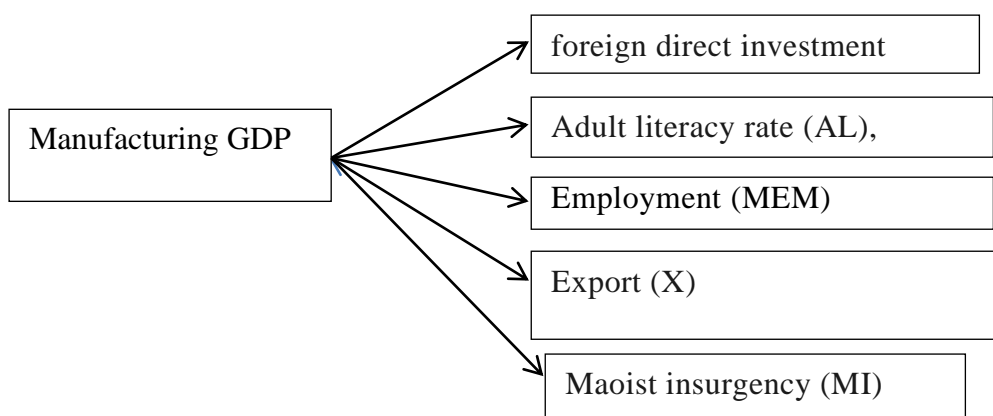 Manufacturing GDP
foreign direct investment
Adult literacy rate (AL),
Employment (MEM)
Export (X)
Maoist insurgency (MI)